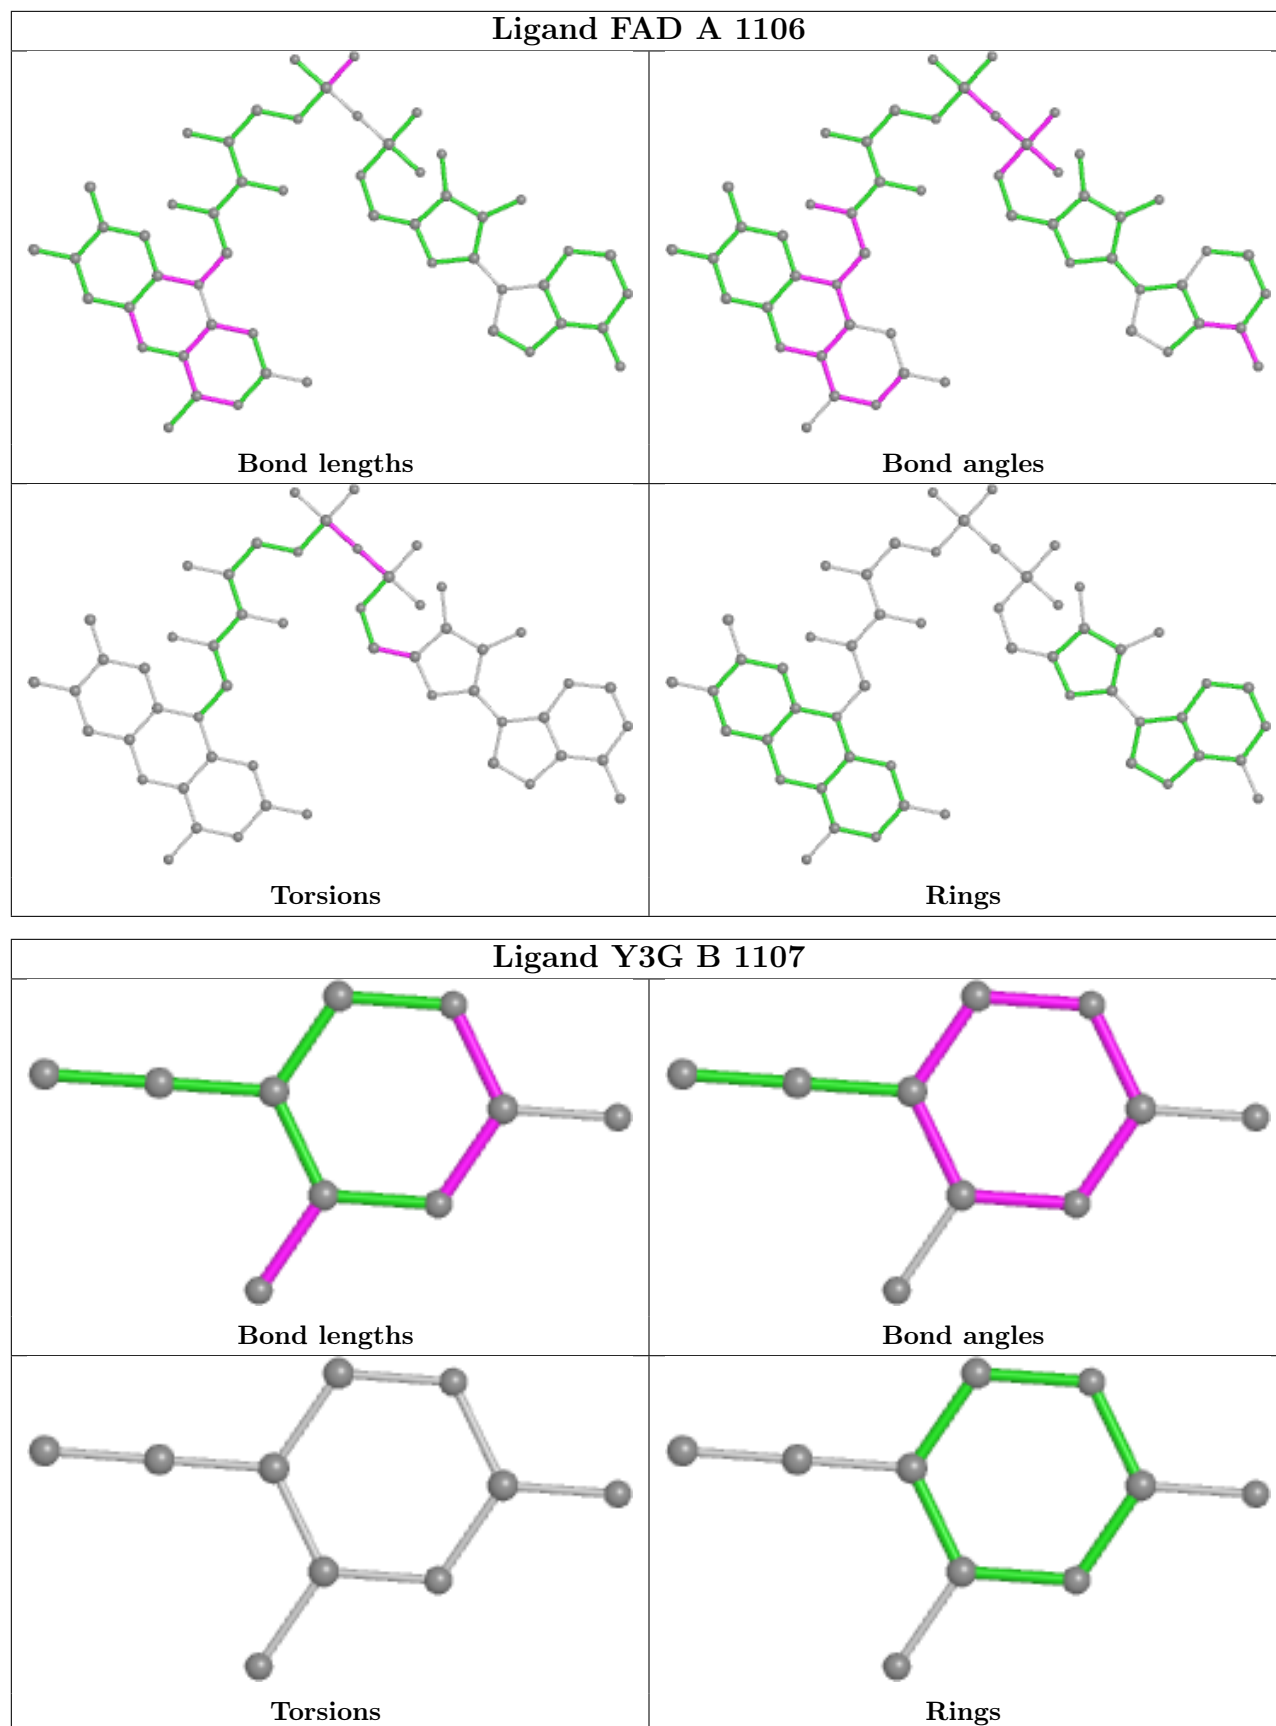 Ligand FAD A 1106
Bond lengths
Bond angles
Torsions
Rings
Ligand Y3G B 1107
Bond lengths
Bond angles
Torsions
Rings